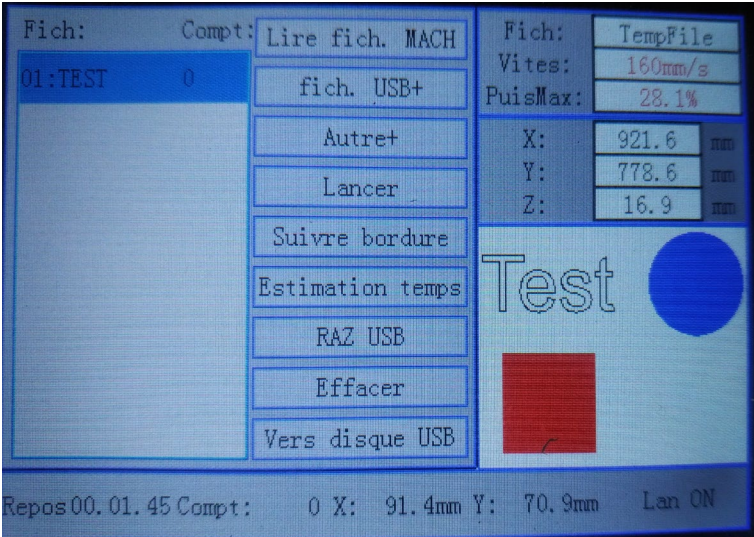 Fich: Compt:
01:TEST 0
Lire fich. MACH
fich. USB+
Autre+
Lancer
Suivre bordure
Estimation temps
RAZ USB
Effacer
Vers disque USB
Fich: TempFile
Vites: 160mm/s
PuisMax: 28.1%
X: 921.6 mm
Y: 778.6 mm
Z: 16.9 mm
Test
Repos00.01.45 Compt: 0 X: 91.4mm Y: 70.9mm Lan ON